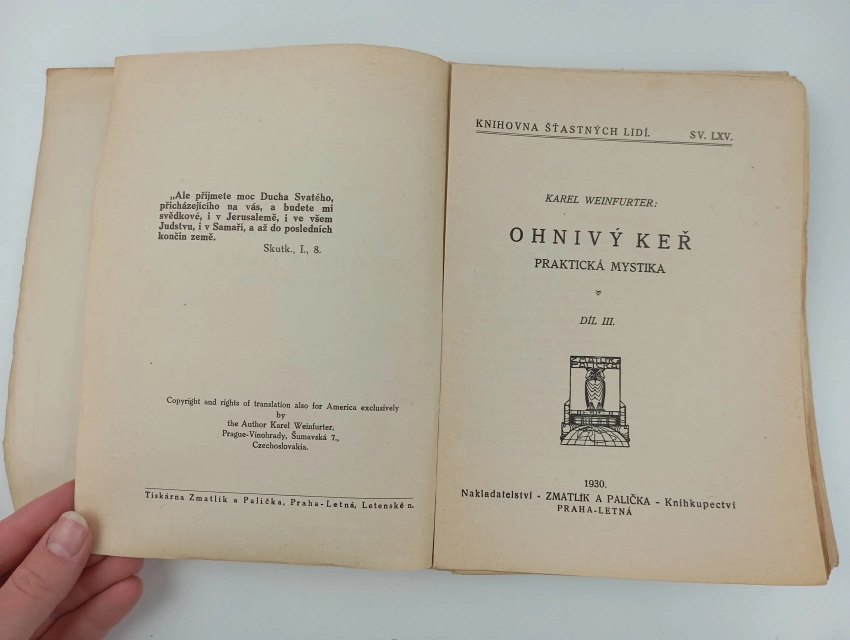 „Ale přijmete moc Ducha Svatého,
přicházejícího na vás, a budete mi
svědkové, i v Jerusalemě, i ve všem
Judstvu, i v Samaří, a až do posledních
končin země.
Skutk., I., 8.
Copyright and rights of translation also for America exclusively
by
the Author Karel Weinfurter,
Prague-Vinohrady, Šumavská 7.,
Czechoslovakia.
Tiskárna Zmatlík a Palička, Praha-Letná, Letenské n.
KNIHOVNA ŠŤASTNÝCH LIDÍ. SV. LXV.
KAREL WEINFURTER:
OHNIVÝ KEŘ
PRAKTICKÁ MYSTIKA
DÍL III.
ZMATLÍK A
PALIČKA
1930.
Nakladatelství - ZMATLÍK A PALIČKA - Knihkupectví
PRAHA-LETNÁ